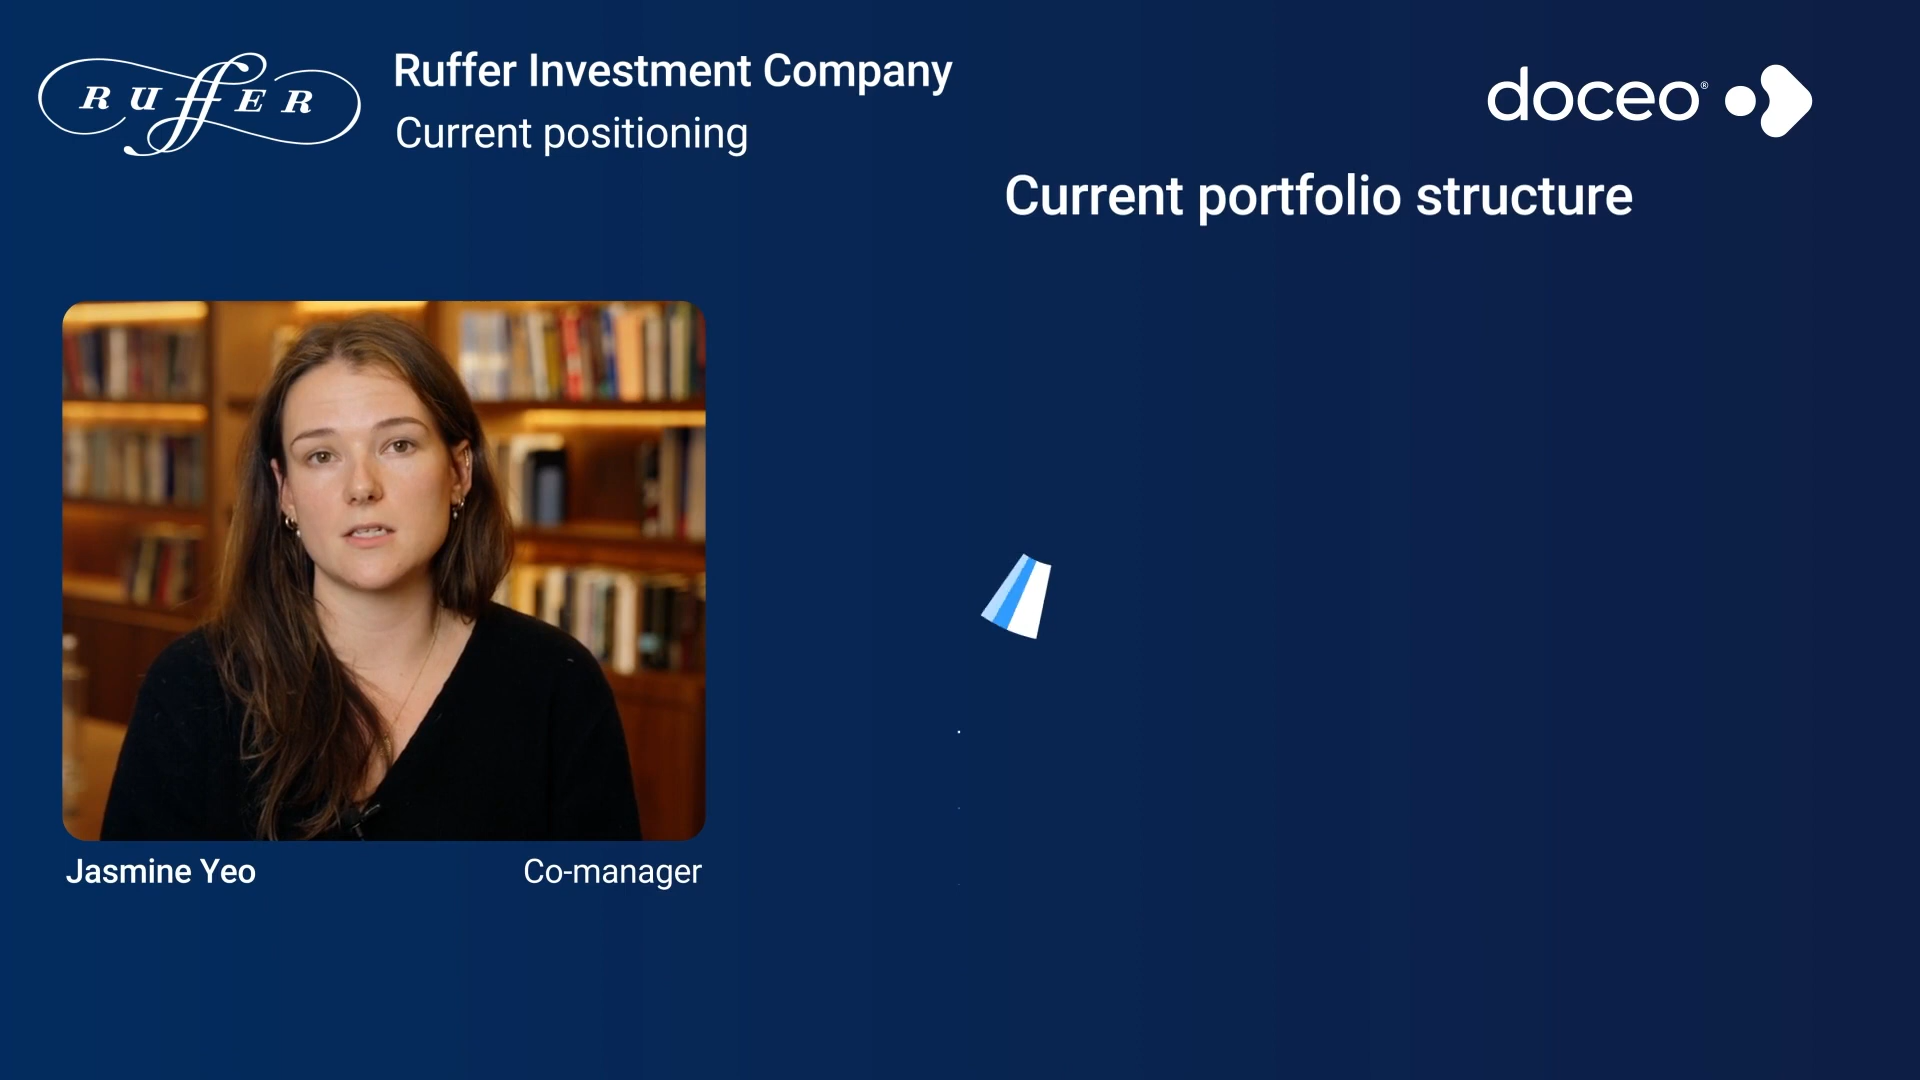 RUffER
Ruffer Investment Company
Current positioning
doceo®
Current portfolio structure
Jasmine Yeo
Co-manager